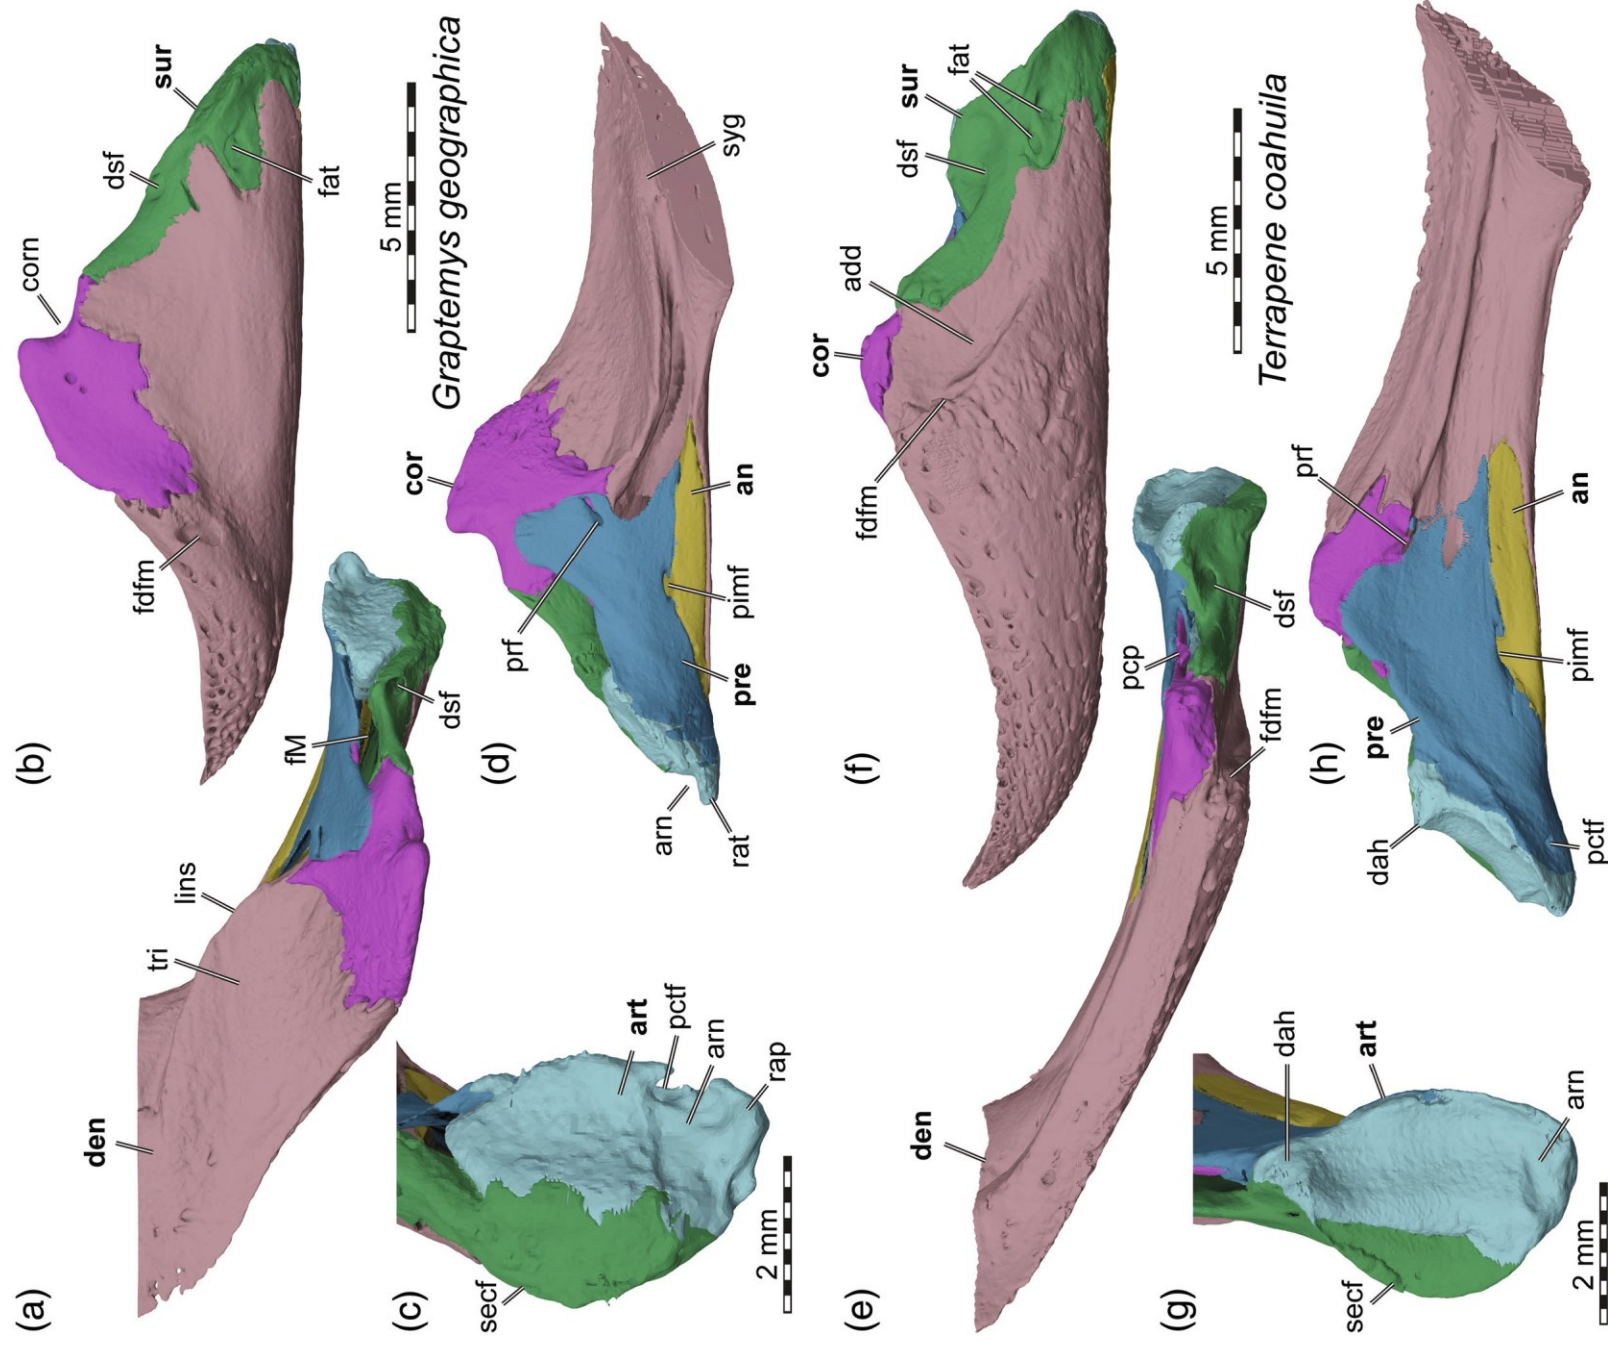 (a)
den
tri
lins
fM
dsf
(b)
fdfm
corn
dsf
sur
fat
5 mm
Graptemys geographica
(c)
secf
art
pctf
arn
rap
2 mm
(d)
arn
rat
prf
pre
pimf
an
cor
syg
(e)
den
pcp
fdfm
dsf
(f)
fdfm
cor
add
dsf
sur
fat
5 mm
Terrapene coahuila
(g)
secf
dah
art
arn
2 mm
(h)
dah
pctf
pre
pimf
prf
an